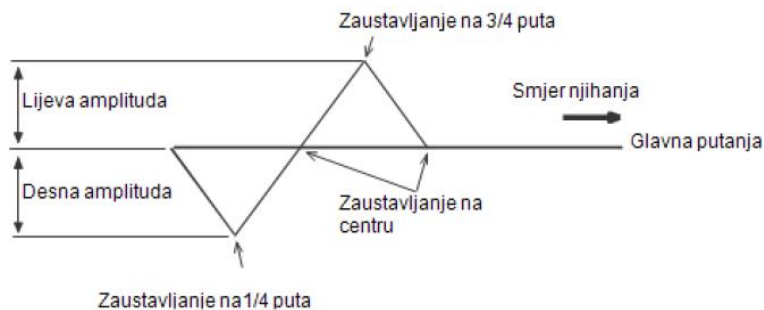 Zaustavljanje na 3/4 puta
Lijeva amplituda
Smjer njihanja
Glavna putanja
Desna amplituda
Zaustavljanje na
centru
Zaustavljanje na 1/4 puta